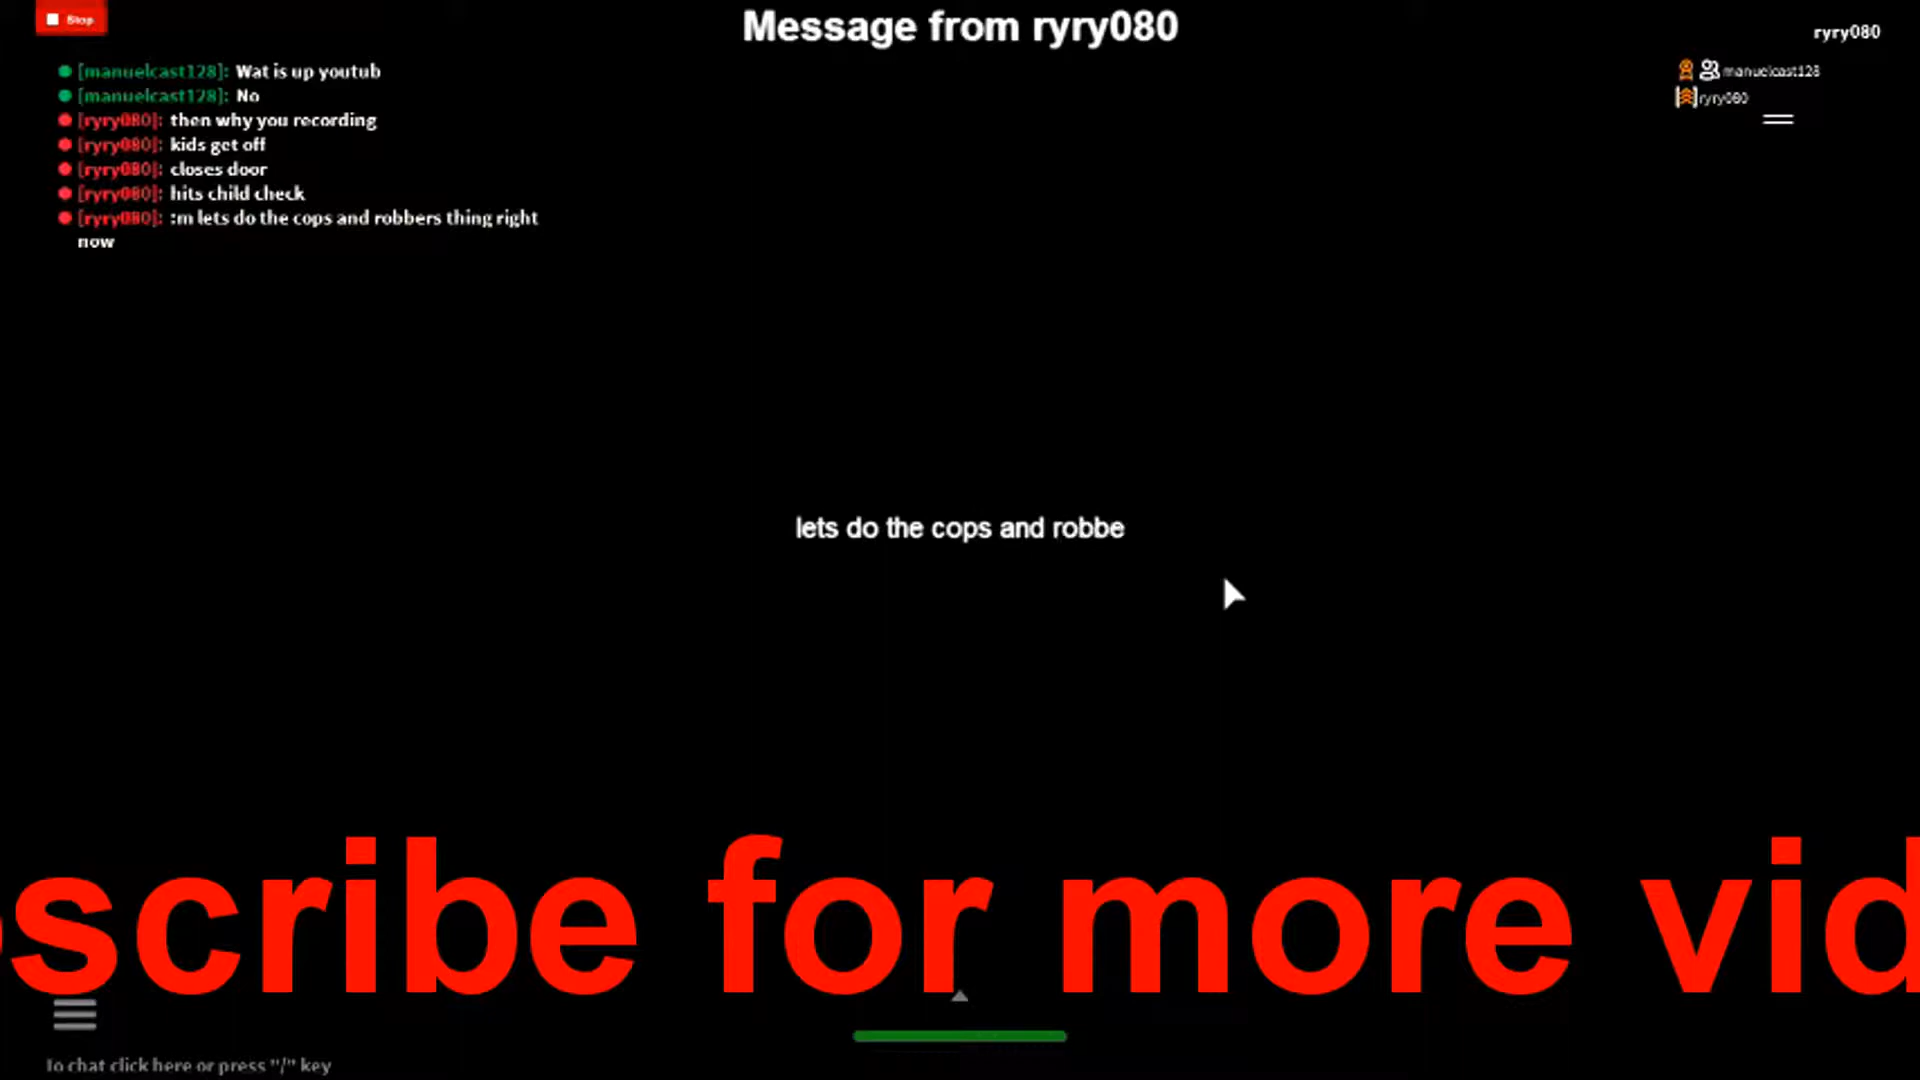 Stop
Message from ryry080
ryry080
[manuelcast128]: Wat is up youtub
[manuelcast128]: No
[ryry080]: then why you recording
[ryry080]: kids get off
[ryry080]: closes door
[ryry080]: hits child check
[ryry080]: :m lets do the cops and robbers thing right
now
manuelcast128
ryry080
lets do the cops and robbe
scribe for more vid
To chat click here or press "/" key